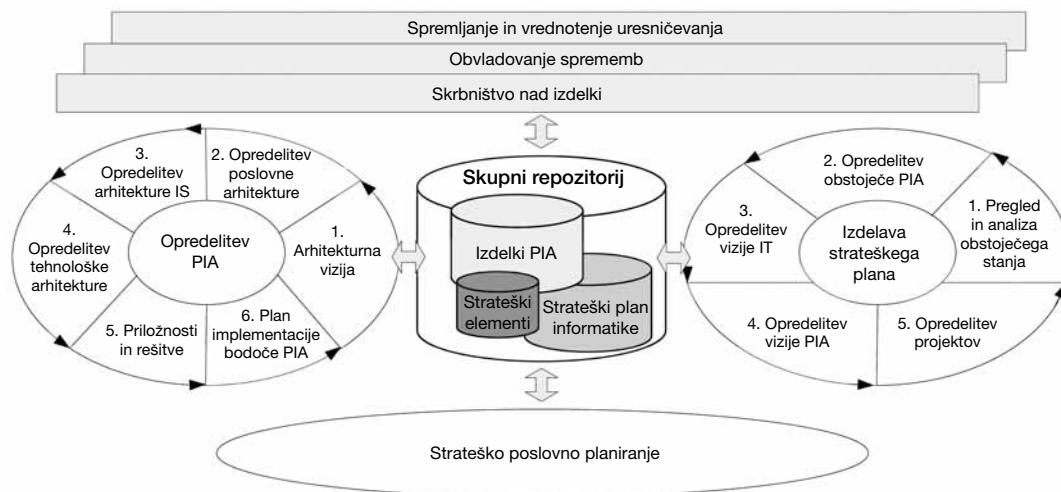 Spremljanje in vrednotenje uresničevanja
Obvladovanje sprememb
Skrbništvo nad izdelki
3.
Opredelitev
arhitekture IS
2. Opredelitev
poslovne
arhitekture
4.
Opredelitev
tehnološke
arhitekture
Opredelitev
PIA
1.
Arhitekturna
vizija
5. Priložnosti
in rešitve
6. Plan
implementacije
bodoče PIA
Skupni repozitorij
Izdelki PIA
Strateški
elementi
Strateški plan
informatike
2. Opredelitev
obstoječe PIA
3.
Opredelitev
vizije IT
Izdelava
strateškega
plana
1. Pregled
in analiza
obstoječega
stanja
4. Opredelitev
vizije PIA
5. Opredelitev
projektov
Strateško poslovno planiranje